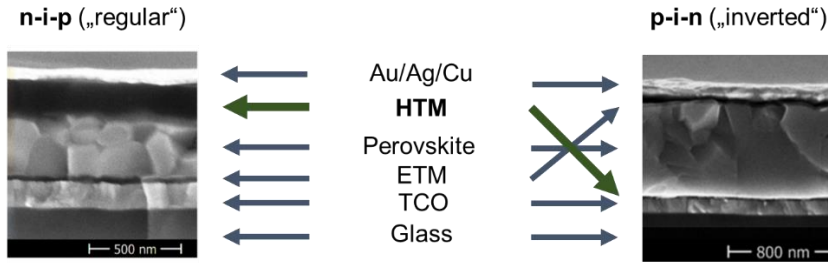 n-i-p („regular“)
p-i-n („inverted“)
Au/Ag/Cu
HTM
Perovskite
ETM
TCO
Glass
500 nm
800 nm